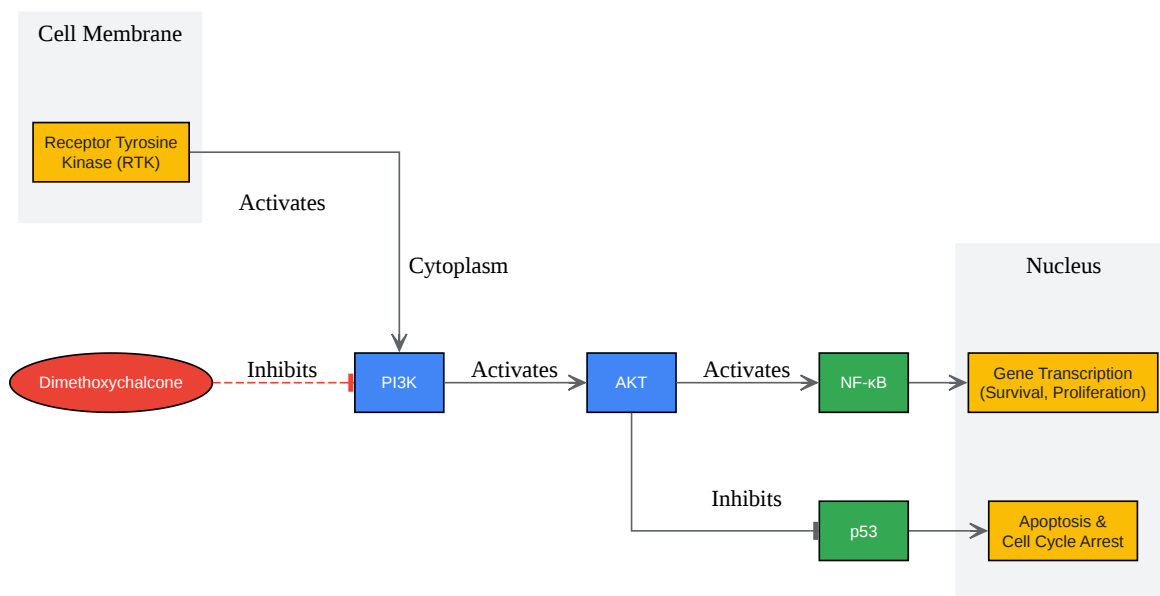 Cell Membrane
Receptor Tyrosine
Kinase (RTK)
Activates
Cytoplasm
Nucleus
Dimethoxychalcone
Inhibits
PI3K
Activates
AKT
Activates
NF-κB
Gene Transcription
(Survival, Proliferation)
Inhibits
p53
Apoptosis &
Cell Cycle Arrest